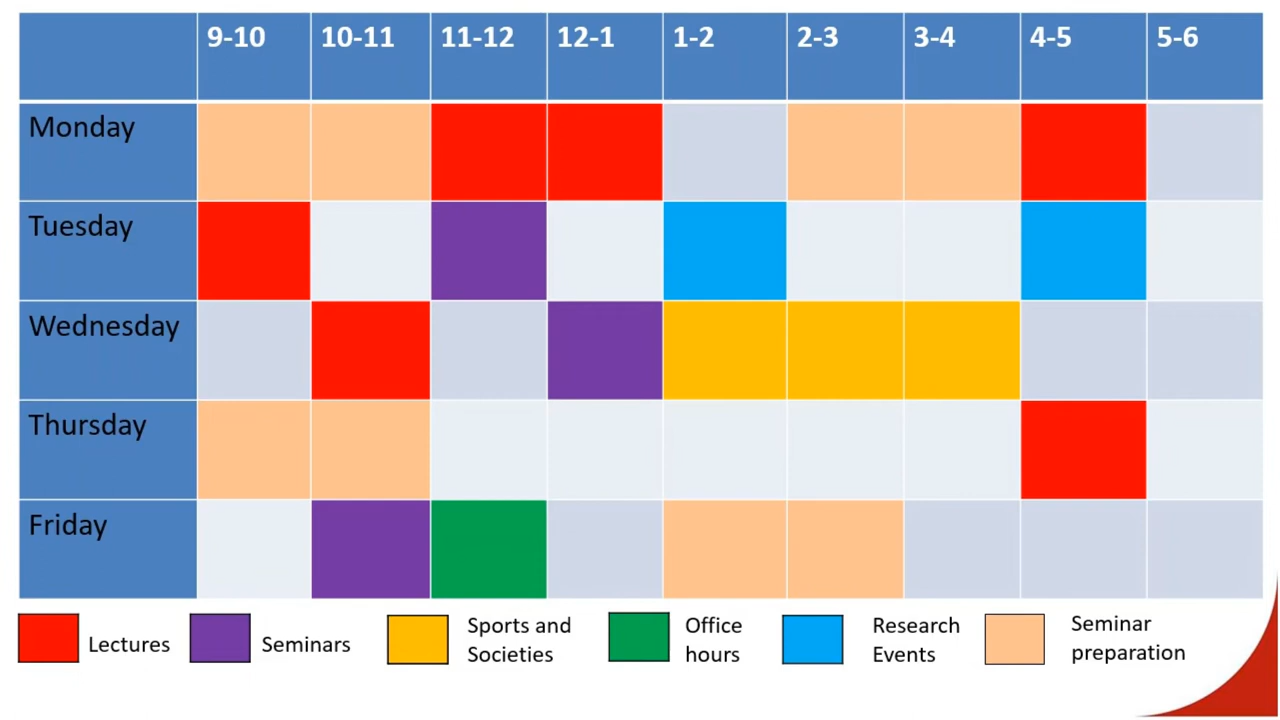 9-10 10-11 11-12 12-1 1-2 2-3 3-4 4-5 5-6
Monday
Tuesday
Wednesday
Thursday
Friday
Lectures
Seminars
Sports and
Societies
Office
hours
Research
Events
Seminar
preparation